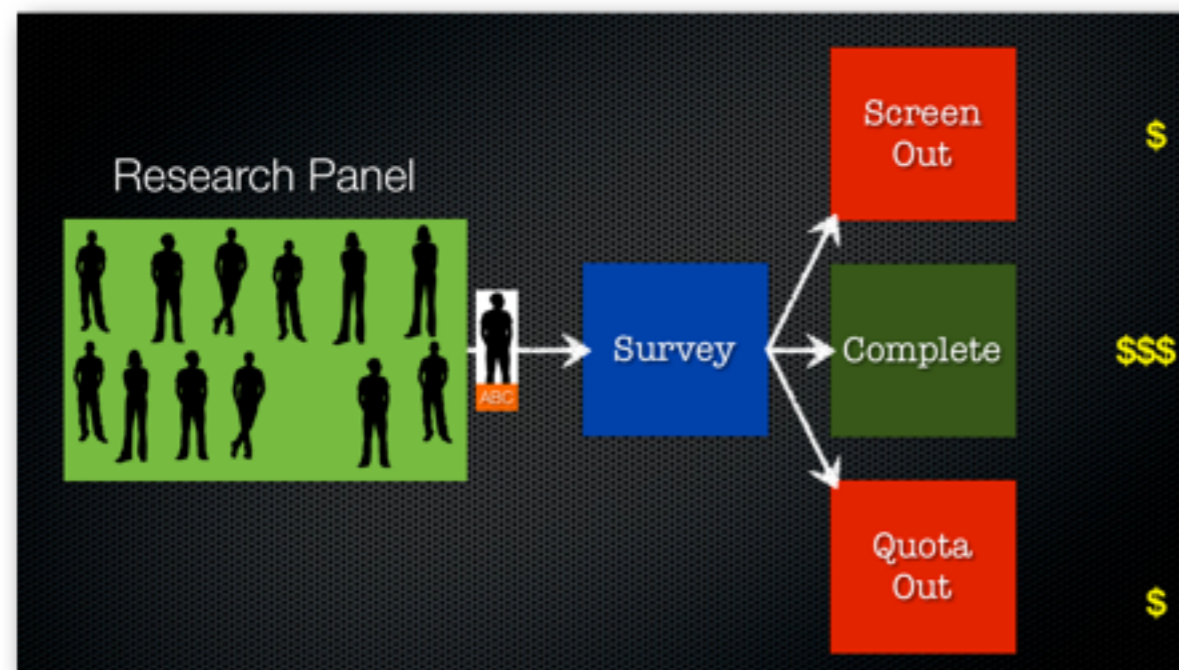 Screen
Out
$
Research Panel
ABC
Survey
Complete
$$$
Quota
Out
$